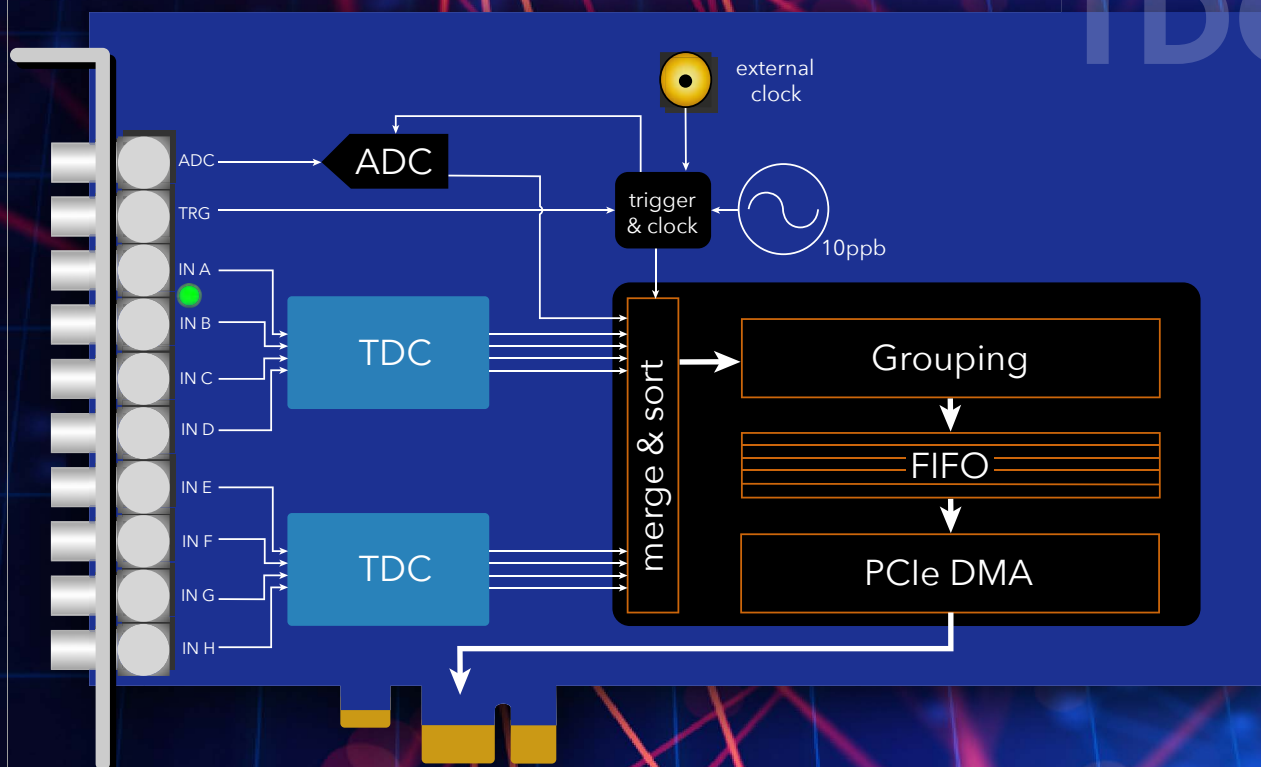 TDC
external
clock
ADC
ADC
TRG
trigger
& clock
10ppb
IN A
IN B
IN C
IN D
TDC
merge & sort
Grouping
FIFO
IN E
IN F
IN G
IN H
TDC
PCIe DMA